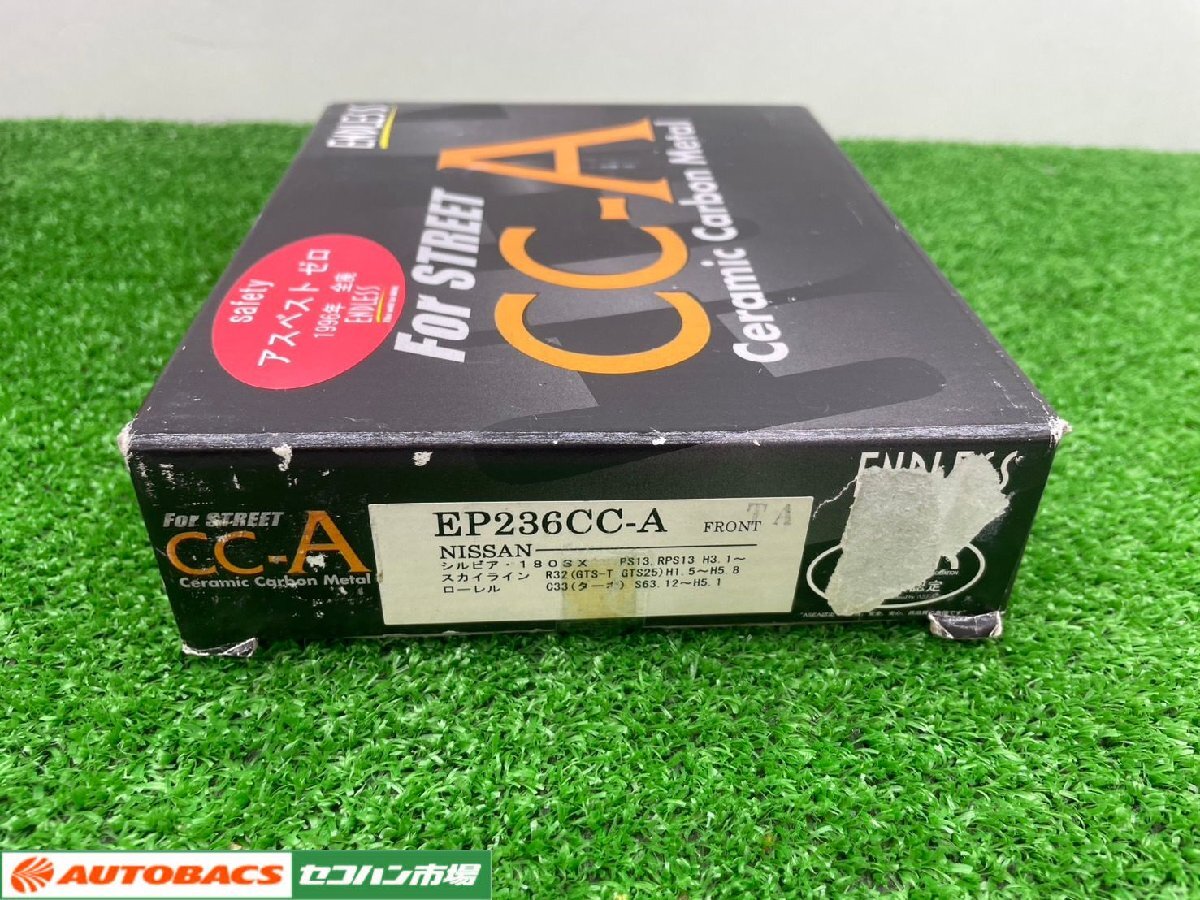 ENDLESS
For STREET
CC-A
Ceramic Carbon Metal
safety
アスベスト ゼロ
1996年 全廃
ENDLESS
For STREET
CC-A
Ceramic Carbon Metal
EP236CC-A FRONT TA
NISSAN
シルビア・180SX PS13.RPS13 H3.1~
スカイライン R32(GTS-T GTS25)H1.5~H5.8
ローレル C33(ターボ) S63.12~H5.1
ENDLESS
AUTOBACS セコハン市場